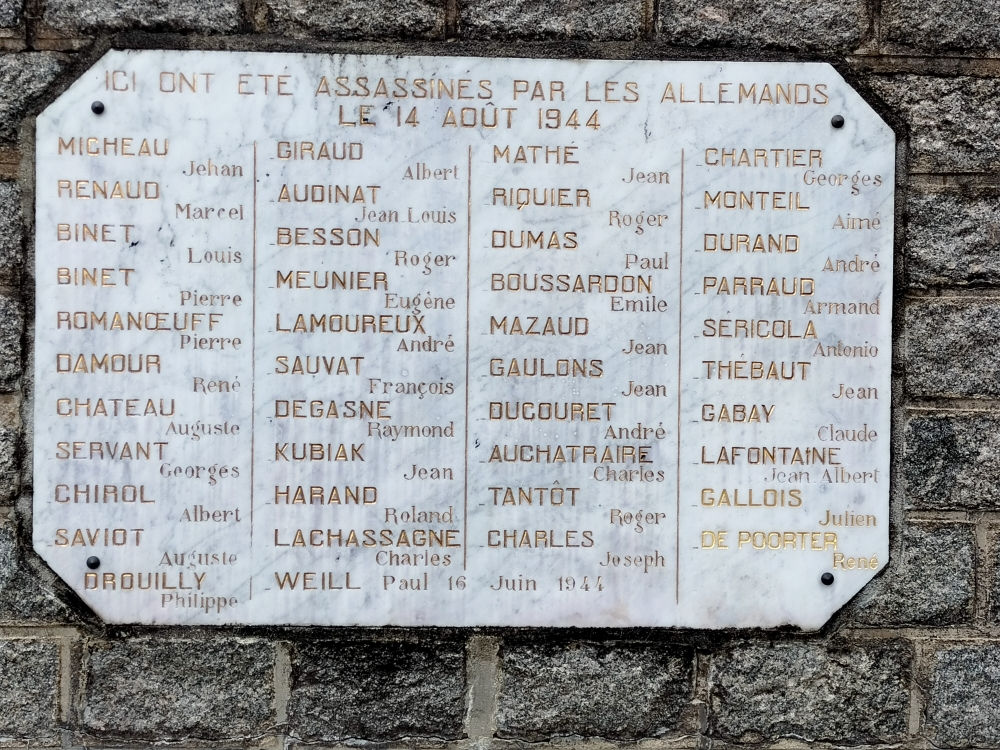 ICI ONT ÉTÉ ASSASSINÉS PAR LES ALLEMANDS
LE 14 AOÛT 1944
MICHEAU
Jehan
RENAUD
Marcel
BINET
Louis
BINET
Pierre
ROMANŒUFF
Pierre
DAMOUR
René
CHATEAU
Auguste
SERVANT
Georges
CHIROL
Albert
SAVIOT
Auguste
DROUILLY
Philippe
GIRAUD
Albert
AUDINAT
Jean Louis
BESSON
Roger
MEUNIER
Eugène
LAMOUREUX
André
SAUVAT
François
DEGASNE
Raymond
KUBIAK
Jean
HARAND
Roland
LACHASSAGNE
Charles
WEILL Paul 16 Juin 1944
MATHÉ
Jean
RIQUIER
Roger
DUMAS
Paul
BOUSSARDON
Emile
MAZAUD
Jean
GAULONS
Jean
DUCOURET
André
AUCHATRAIRE
Charles
TANTÔT
Roger
CHARLES
Joseph
CHARTIER
Georges
MONTEIL
Aimé
DURAND
André
PARRAUD
Armand
SERICOLA
Antonio
THÉBAUT
Jean
GABAY
Claude
LAFONTAINE
Jean Albert
GALLOIS
Julien
DE POORTER
René